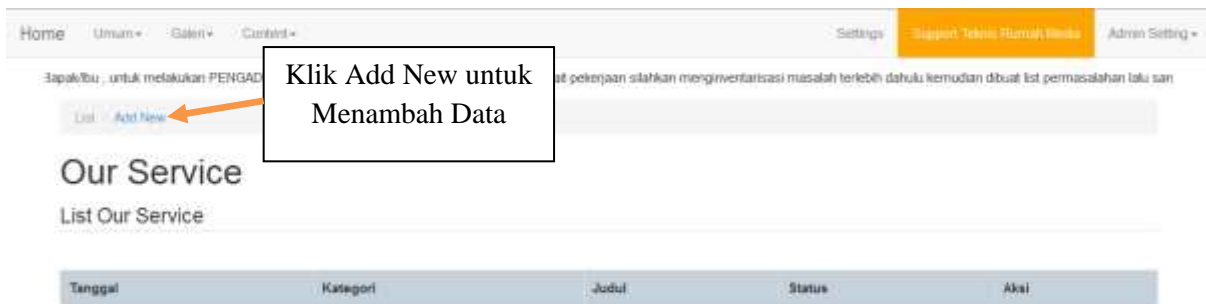 Home Umum Galeri Content Settings Support Teknis Rumah Media Admin Setting
Bapak/Ibu , untuk melakukan PENGAD at pekerjaan silahkan menginventarisasi masalah terlebih dahulu kemudian dibuat list permasalahan lalu sam
Klik Add New untuk
Menambah Data
List Add New
Our Service
List Our Service
Tanggal Kategori Judul Status Aksi